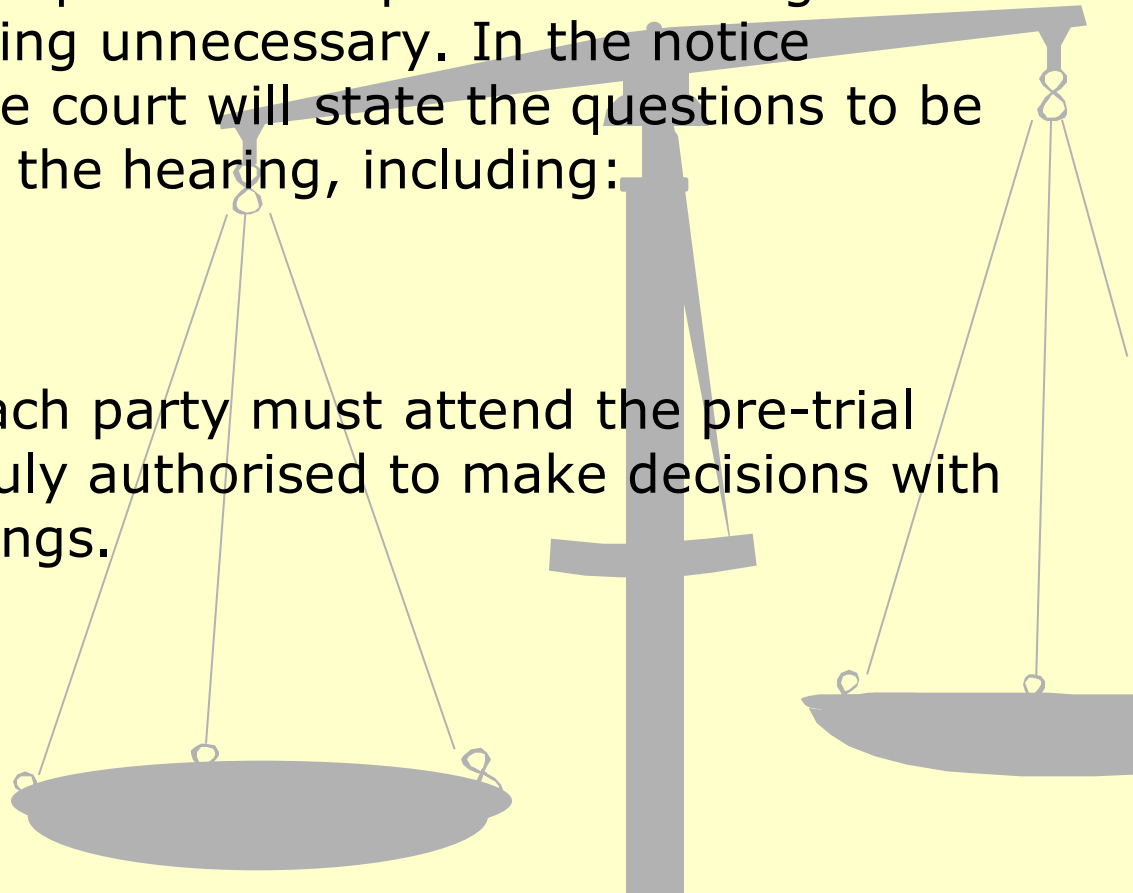 ing unnecessary. In the notice
e court will state the questions to be
the hearing, including:
ach party must attend the pre-trial
uly authorised to make decisions with
ngs.